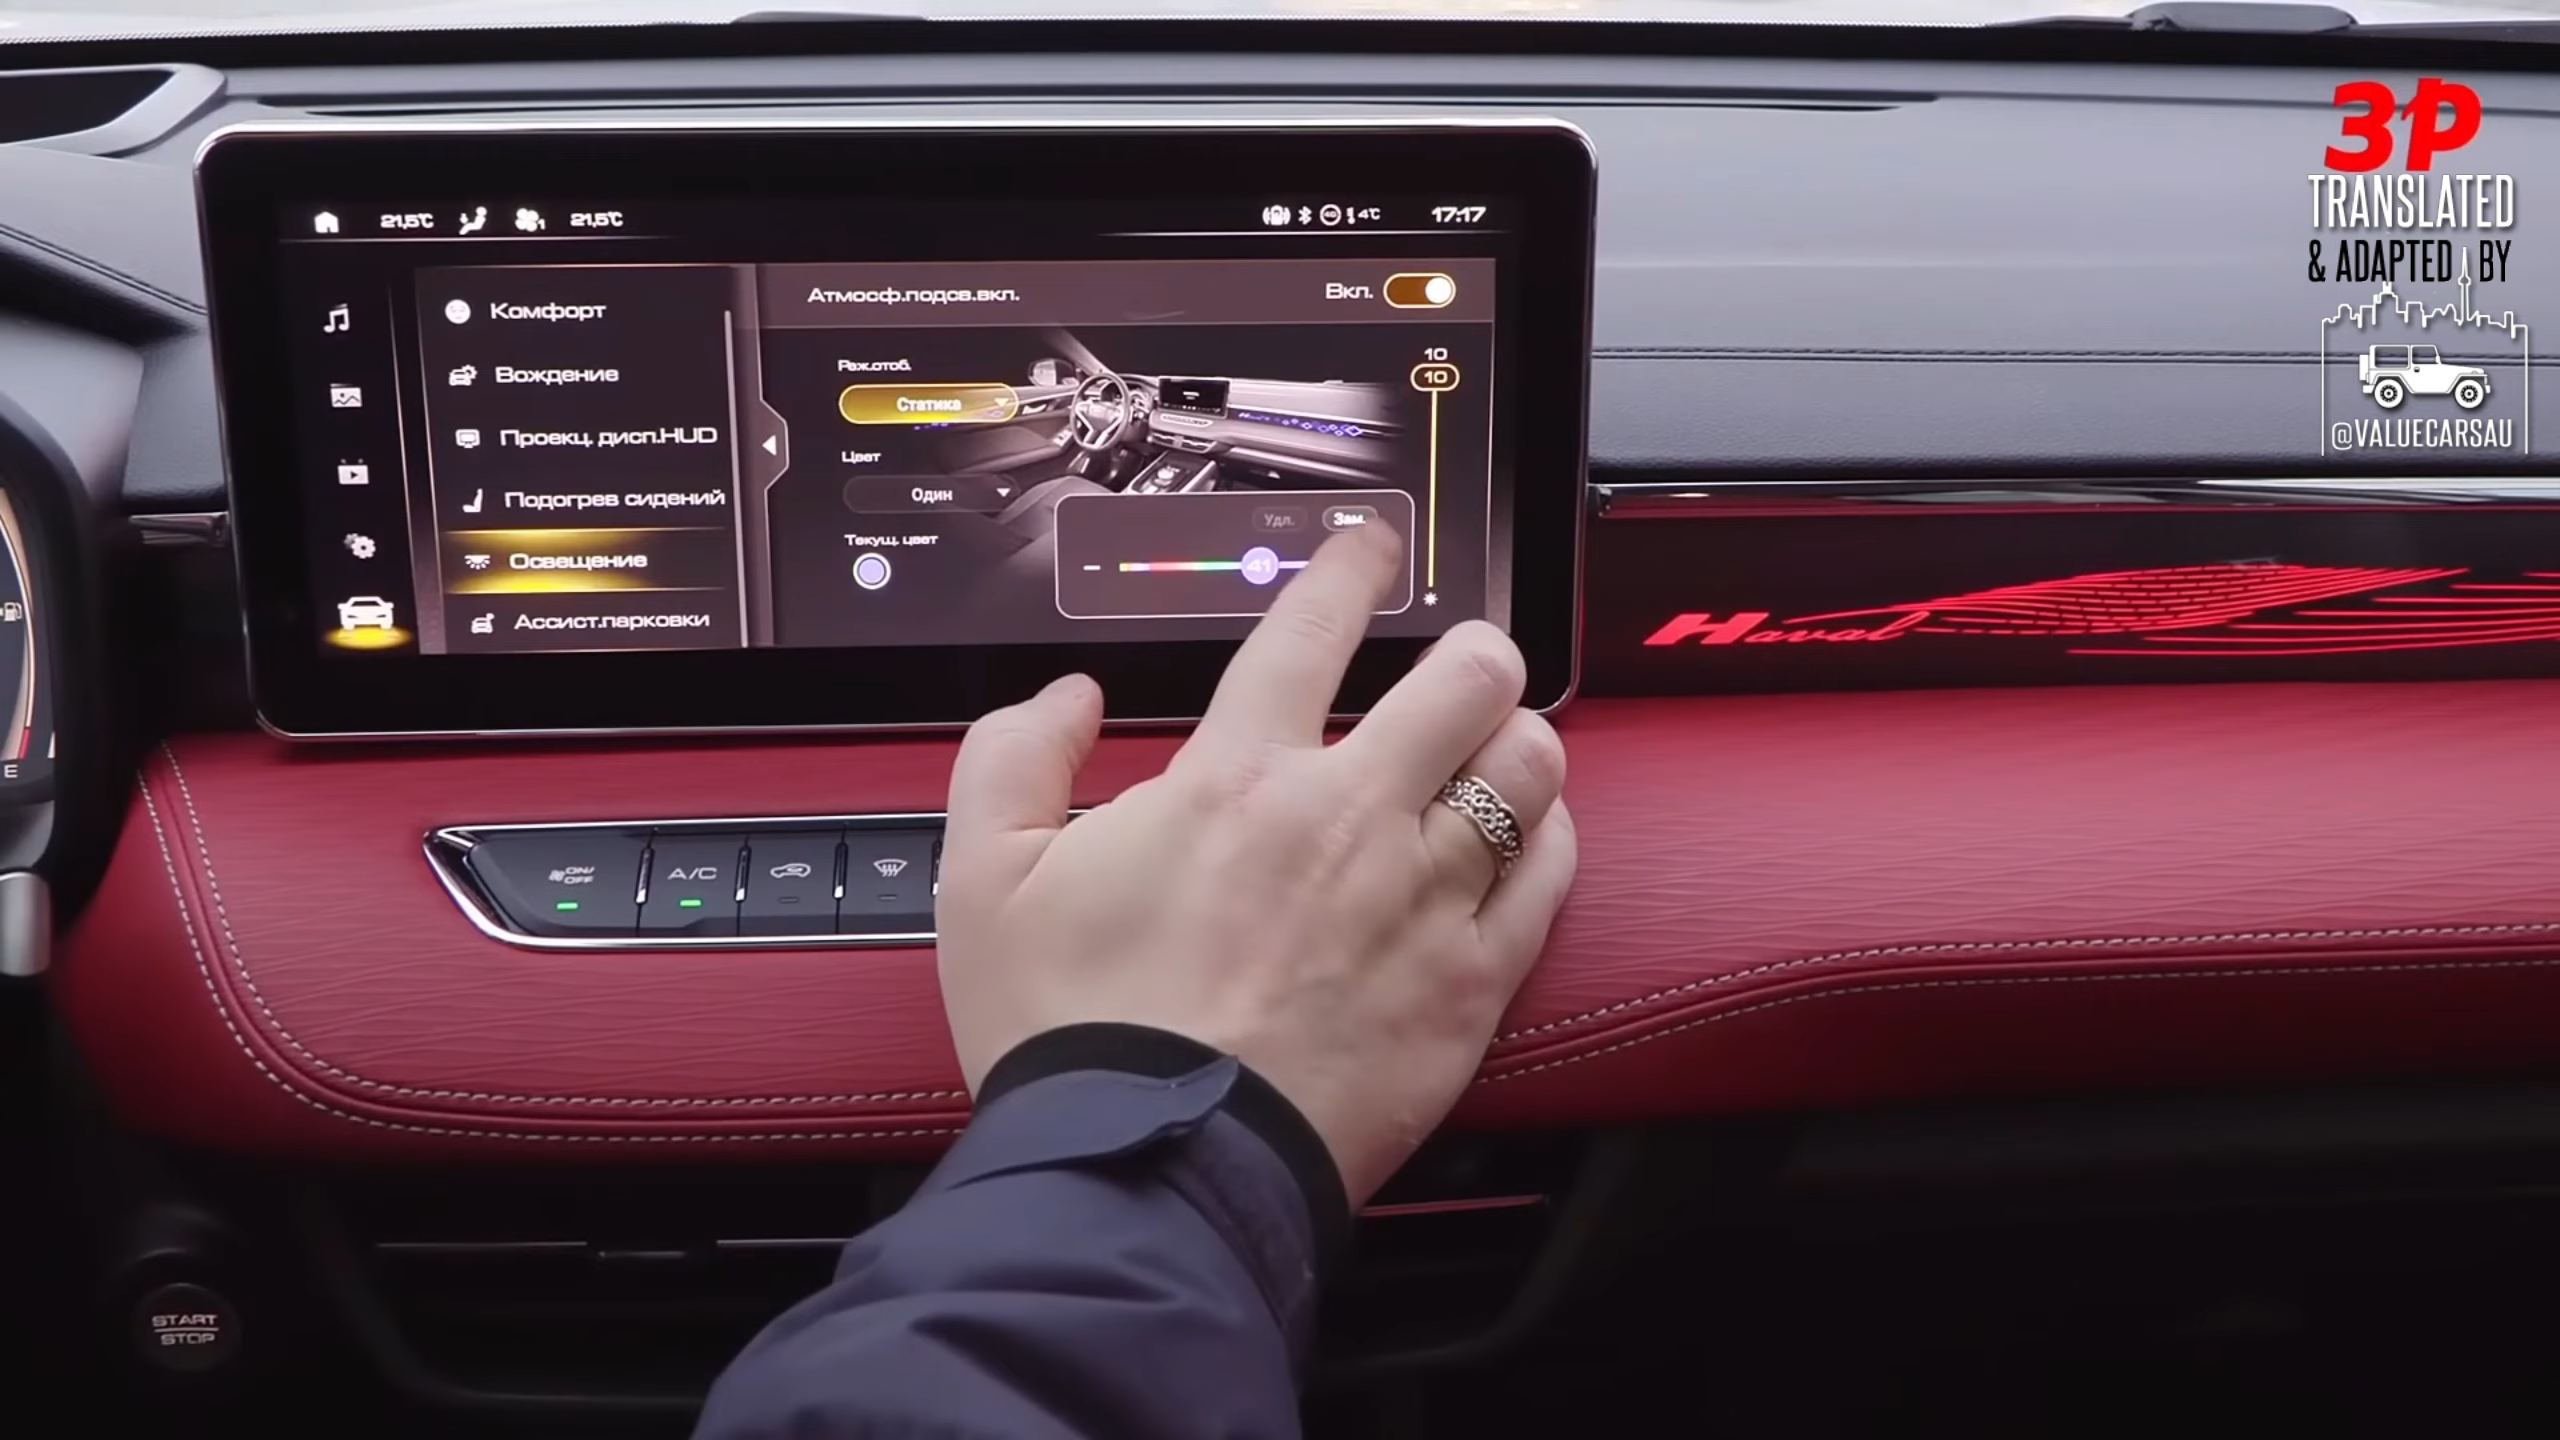 3P
TRANSLATED
& ADAPTED BY
@VALUECARSAU
21,5℃
1
21,5℃
4G
4℃
17:17
Комфорт
Вождение
Проекц. дисп.HUD
Подогрев сидений
Освещение
Ассист.парковки
Атмосф.подсв.вкл.
Вкл.
Реж.отоб.
Статика
Цвет
Один
Текущ. цвет
10
10
Удл.
Зам.
41
Haval
E
ON/
OFF
A/C
START
STOP